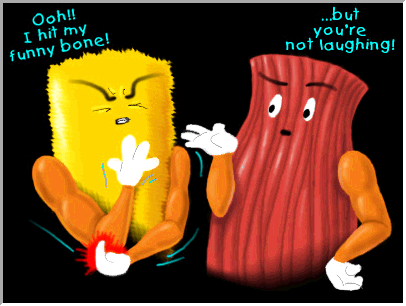 Ooh!!
I hit my
funny bone!
...but
you're
not laughing!